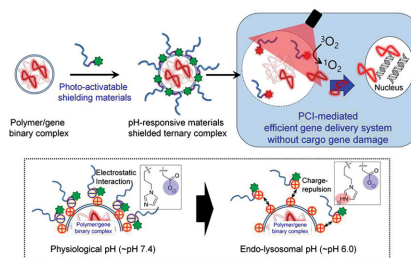 ³O₂
¹O₂
Photo-activatable
shielding materials
Nucleus
Polymer/gene
binary complex
pH-responsive materials
shielded ternary complex
PCI-mediated
efficient gene delivery system
without cargo gene damage
Electrostatic
Interaction
Charge-
repulsion
N
O
O
HN
O
O
Polymer/gene
binary complex
Polymer/gene
binary complex
Physiological pH (~pH 7.4)
Endo-lysosomal pH (~pH 6.0)